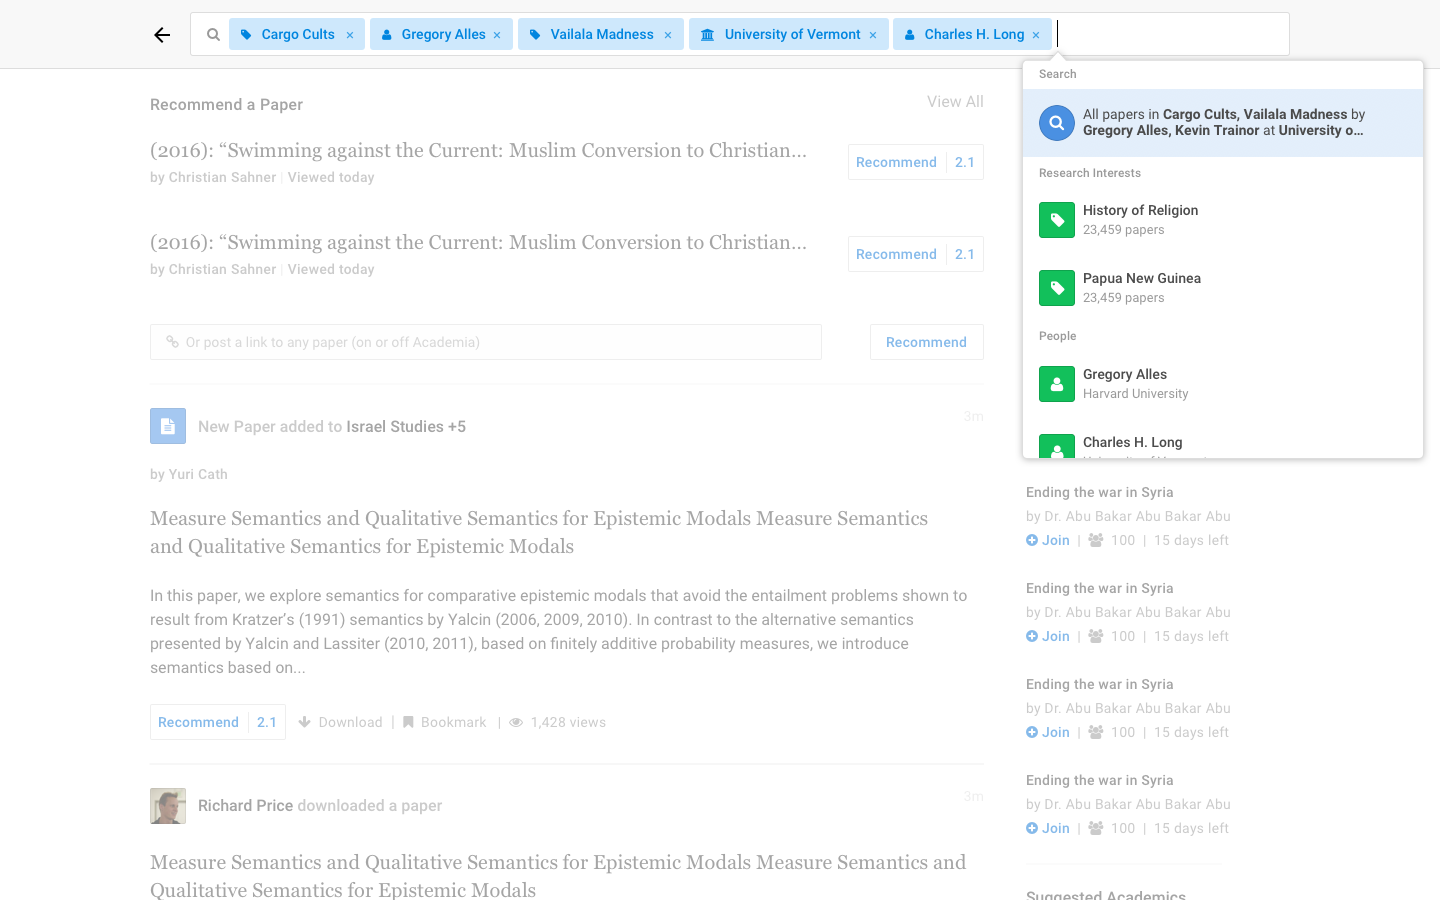 Cargo Cults ×
Gregory Alles ×
Vailala Madness ×
University of Vermont ×
Charles H. Long ×
Search
All papers in Cargo Cults, Vailala Madness by
Gregory Alles, Kevin Trainor at University o...
Research Interests
History of Religion
23,459 papers
Papua New Guinea
23,459 papers
People
Gregory Alles
Harvard University
Charles H. Long
Recommend a Paper
View All
(2016): “Swimming against the Current: Muslim Conversion to Christian...
by Christian Sahner | Viewed today
Recommend | 2.1
(2016): “Swimming against the Current: Muslim Conversion to Christian...
by Christian Sahner | Viewed today
Recommend | 2.1
Or post a link to any paper (on or off Academia)
Recommend
New Paper added to Israel Studies +5
3m
by Yuri Cath
Measure Semantics and Qualitative Semantics for Epistemic Modals Measure Semantics
and Qualitative Semantics for Epistemic Modals
In this paper, we explore semantics for comparative epistemic modals that avoid the entailment problems shown to
result from Kratzer’s (1991) semantics by Yalcin (2006, 2009, 2010). In contrast to the alternative semantics
presented by Yalcin and Lassiter (2010, 2011), based on finitely additive probability measures, we introduce
semantics based on...
Recommend | 2.1 Download | Bookmark | 1,428 views
Richard Price downloaded a paper
3m
Measure Semantics and Qualitative Semantics for Epistemic Modals Measure Semantics and
Qualitative Semantics for Epistemic Modals
Ending the war in Syria
by Dr. Abu Bakar Abu Bakar Abu
Join | 100 | 15 days left
Ending the war in Syria
by Dr. Abu Bakar Abu Bakar Abu
Join | 100 | 15 days left
Ending the war in Syria
by Dr. Abu Bakar Abu Bakar Abu
Join | 100 | 15 days left
Ending the war in Syria
by Dr. Abu Bakar Abu Bakar Abu
Join | 100 | 15 days left
Suggested Academics